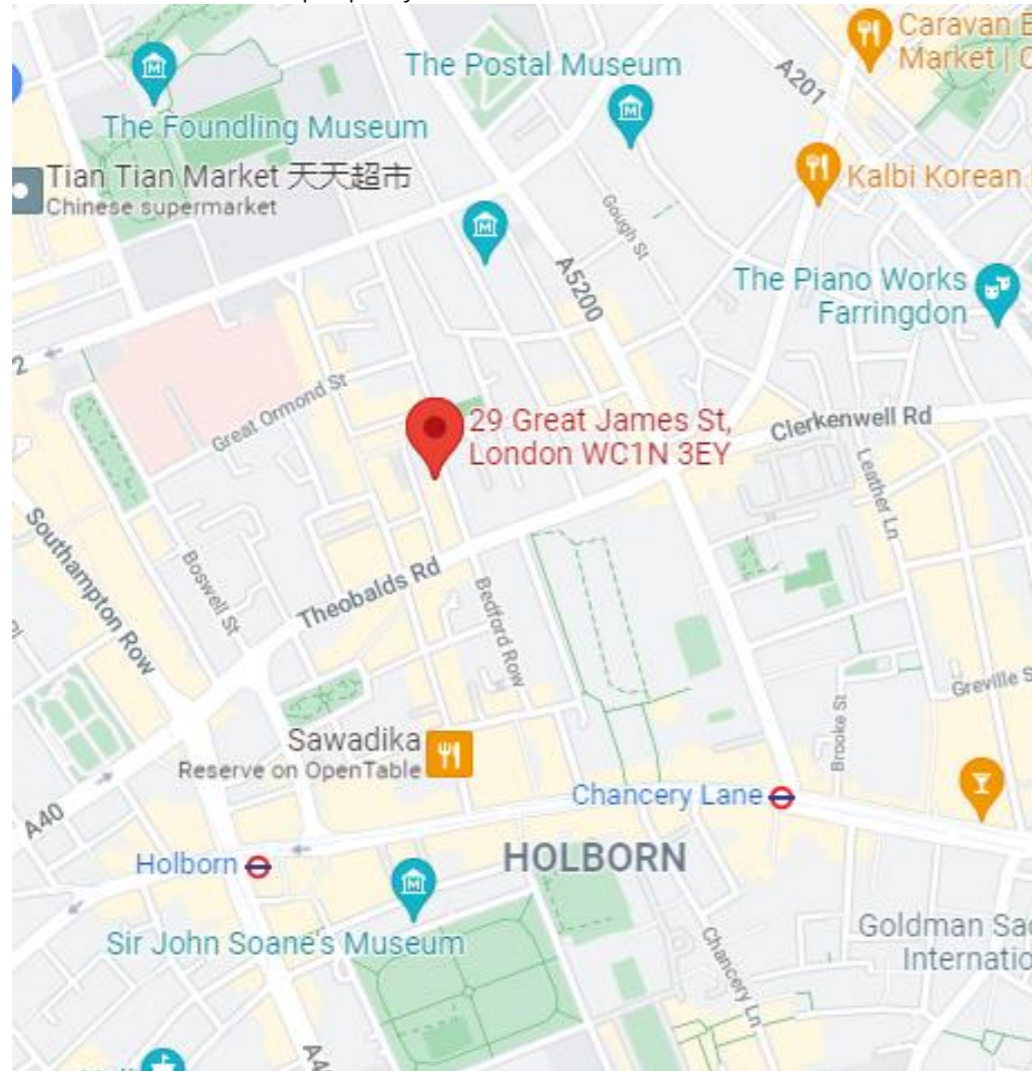 Caravan E
Market | C
The Postal Museum
A201
The Foundling Museum
Tian Tian Market 天天超市
Chinese supermarket
Kalbi Korean
Gough St
A5200
The Piano Works
Farringdon
2
Great Ormond St
29 Great James St,
London WC1N 3EY
Clerkenwell Rd
Leather Ln
Southampton Row
Boswell St
Theobalds Rd
Bedford Row
Greville S
Brooke St
Sawadika
Reserve on OpenTable
Chancery Lane
A40
Holborn
HOLBORN
Sir John Soane's Museum
Goldman Sac
Internatio
Chancery Ln
A4